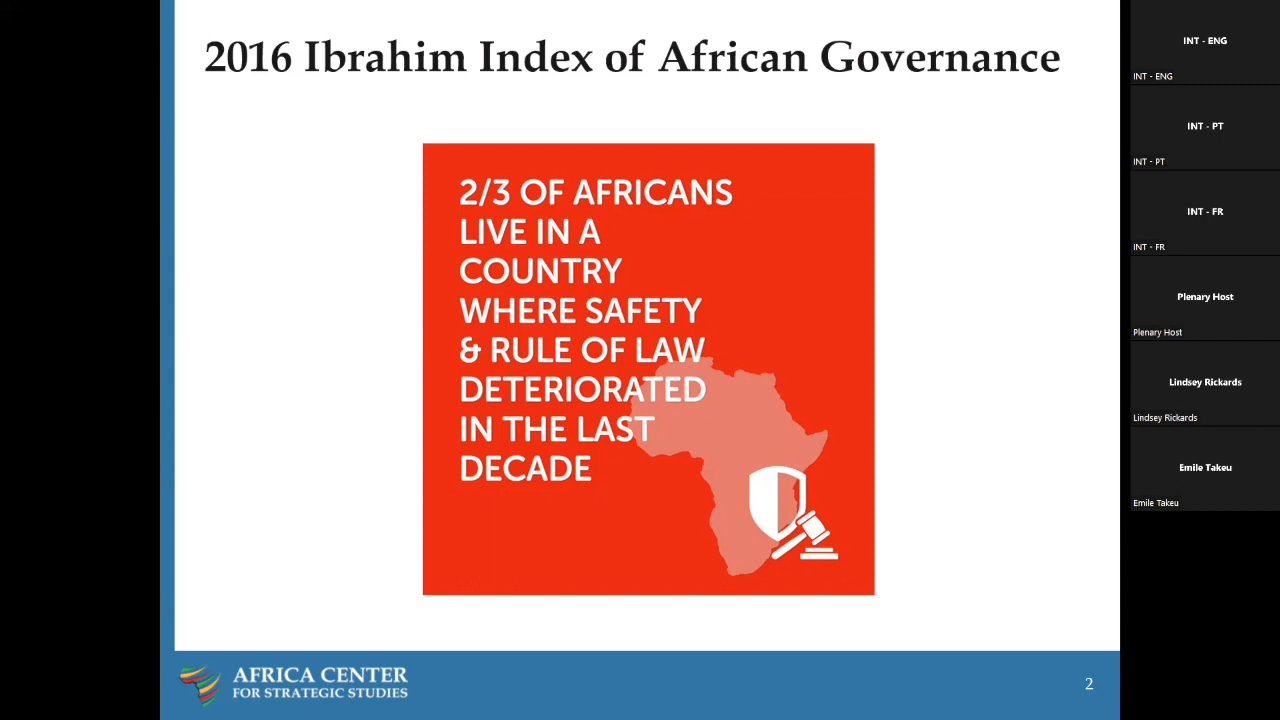 2016 Ibrahim Index of African Governance
2/3 OF AFRICANS
LIVE IN A
COUNTRY
WHERE SAFETY
& RULE OF LAW
DETERIORATED
IN THE LAST
DECADE
AFRICA CENTER
FOR STRATEGIC STUDIES
2
INT - ENG
INT - ENG
INT - PT
INT - PT
INT - FR
INT - FR
Plenary Host
Plenary Host
Lindsey Rickards
Lindsey Rickards
Emile Takeu
Emile Takeu